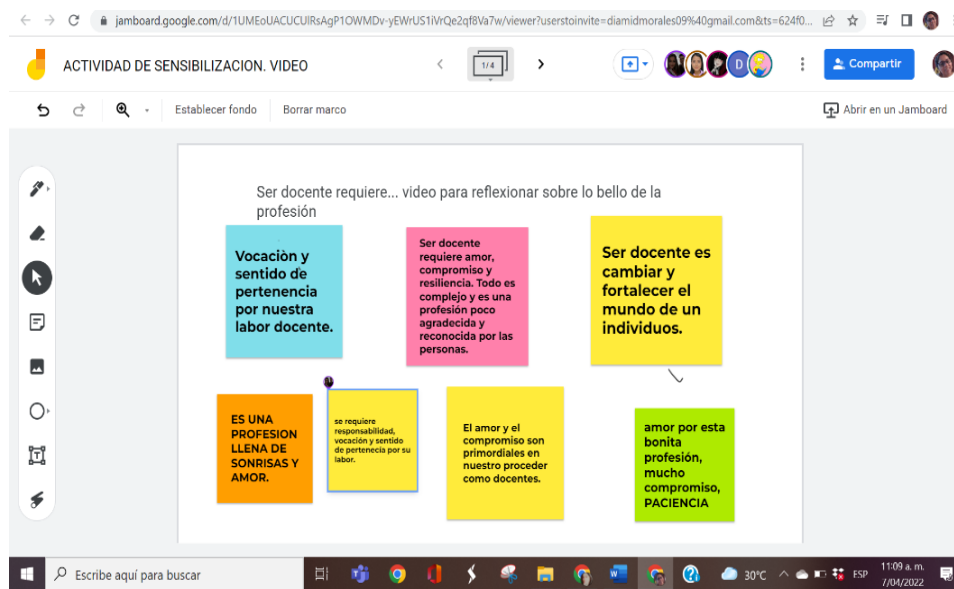 jamboard.google.com/d/1UMEoUACUCUlRsAgP1OWMDv-yEWrUS1iVrQe2qf8Va7w/viewer?userstoinvite=diamidmorales09%40gmail.com&ts=624f0...
ACTIVIDAD DE SENSIBILIZACION. VIDEO
1/4
D
Compartir
Establecer fondo
Borrar marco
Abrir en un Jamboard
Ser docente requiere... video para reflexionar sobre lo bello de la
profesión
Vocaciòn y
sentido de
pertenencia
por nuestra
labor docente.
Ser docente
requiere amor,
compromiso y
resiliencia. Todo es
complejo y es una
profesión poco
agradecida y
reconocida por las
personas.
Ser docente es
cambiar y
fortalecer el
mundo de un
individuos.
ES UNA
PROFESION
LLENA DE
SONRISAS Y
AMOR.
se requiere
responsabilidad,
vocación y sentido
de pertenecia por su
labor.
El amor y el
compromiso son
primordiales en
nuestro proceder
como docentes.
amor por esta
bonita
profesión,
mucho
compromiso,
PACIENCIA
Escribe aquí para buscar
30°C
ESP
11:09 a. m.
7/04/2022